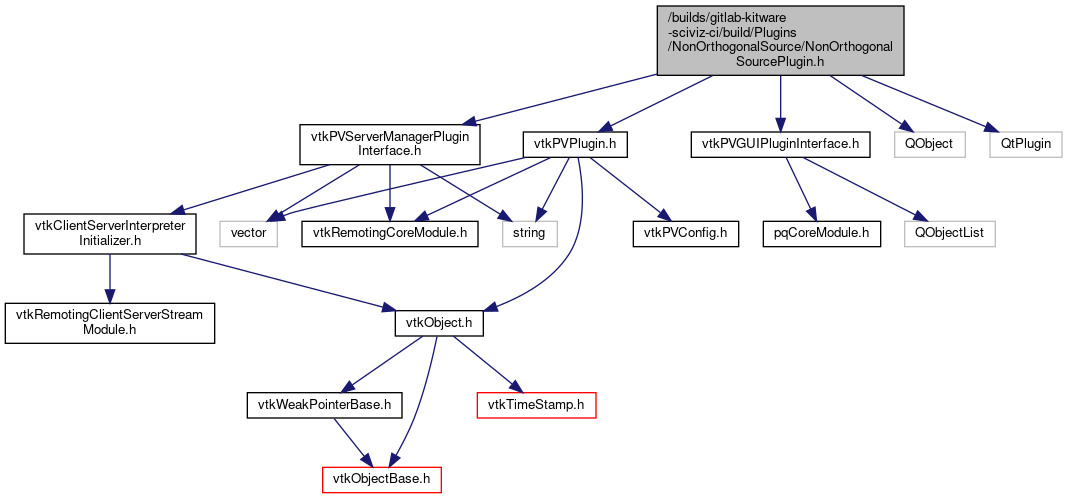 /builds/gitlab-kitware
-sciviz-ci/build/Plugins
/NonOrthogonalSource/NonOrthogonal
SourcePlugin.h
vtkPVServerManagerPlugin
Interface.h
vtkPVPlugin.h
vtkPVGUIPluginInterface.h
QObject
QtPlugin
vtkClientServerInterpreter
Initializer.h
vector
vtkRemotingCoreModule.h
string
vtkPVConfig.h
pqCoreModule.h
QObjectList
vtkRemotingClientServerStream
Module.h
vtkObject.h
vtkWeakPointerBase.h
vtkTimeStamp.h
vtkObjectBase.h